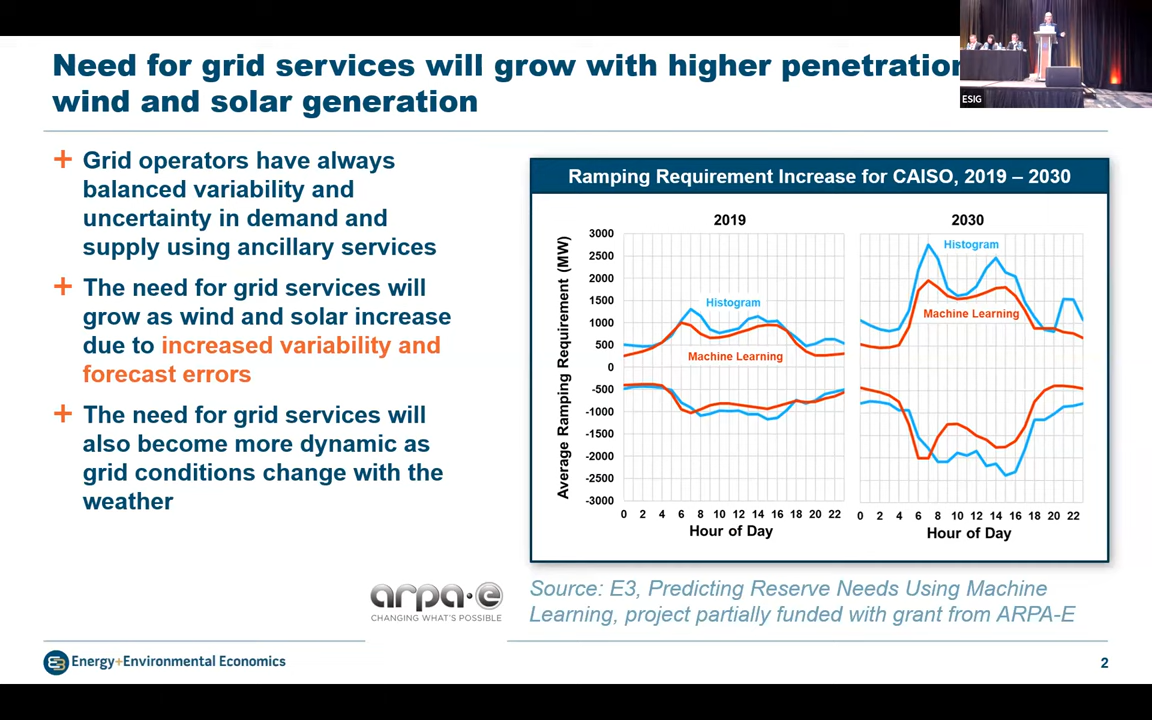 Need for grid services will grow with higher penetration
wind and solar generation
ESIG
+ Grid operators have always
balanced variability and
uncertainty in demand and
supply using ancillary services
+ The need for grid services will
grow as wind and solar increase
due to increased variability and
forecast errors
+ The need for grid services will
also become more dynamic as
grid conditions change with the
weather
Ramping Requirement Increase for CAISO, 2019 – 2030
2019
2030
Average Ramping Requirement (MW)
3000
2500
2000
1500
1000
500
0
-500
-1000
-1500
-2000
-2500
-3000
Histogram
Machine Learning
Histogram
Machine Learning
0 2 4 6 8 10 12 14 16 18 20 22
0 2 4 6 8 10 12 14 16 18 20 22
Hour of Day
Hour of Day
arpa·e
CHANGING WHAT'S POSSIBLE
Source: E3, Predicting Reserve Needs Using Machine
Learning, project partially funded with grant from ARPA-E
Energy+Environmental Economics
2